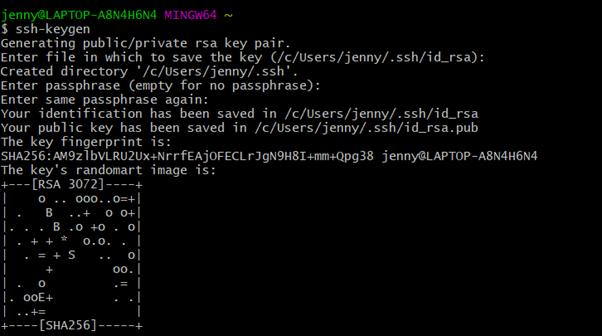 jenny@LAPTOP-A8N4H6N4 MINGW64 ~
$ ssh-keygen
Generating public/private rsa key pair.
Enter file in which to save the key (/c/Users/jenny/.ssh/id_rsa):
Created directory '/c/Users/jenny/.ssh'.
Enter passphrase (empty for no passphrase):
Enter same passphrase again:
Your identification has been saved in /c/Users/jenny/.ssh/id_rsa
Your public key has been saved in /c/Users/jenny/.ssh/id_rsa.pub
The key fingerprint is:
SHA256:AM9zlbVLRU2Ux+NrrfEAjOFECLrJgN9H8I+mm+Qpg38 jenny@LAPTOP-A8N4H6N4
The key's randomart image is:
+---[RSA 3072]----+
|    o .. ooo..o=+|
| .   B  ..+  o o+|
|. . . B .o +o . o|
| . + + *  o.o. . |
|  . = + S   ..  o|
|     +       oo.|
| .  o        .= |
|. ooE+       . .|
| ..+=            |
+----[SHA256]-----+